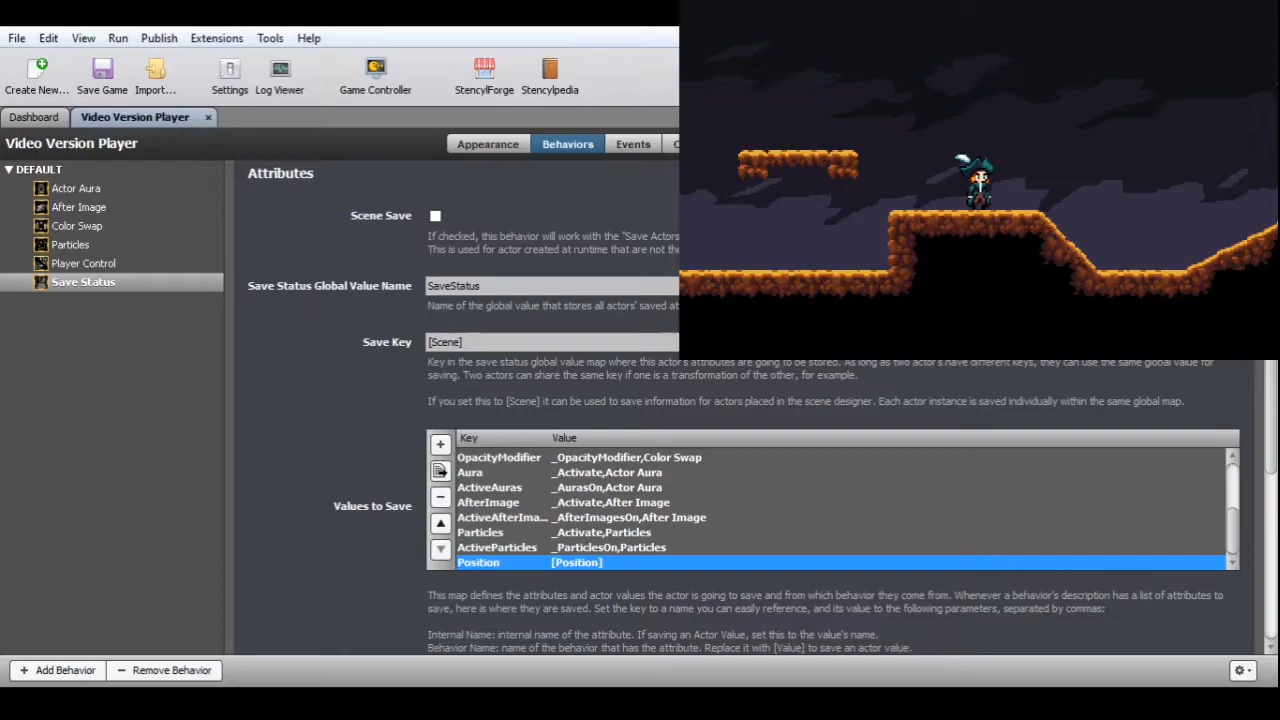 File Edit View Run Publish Extensions Tools Help
Create New... Save Game Import... Settings Log Viewer Game Controller StencylForge Stencylpedia
Dashboard Video Version Player ×
Video Version Player Appearance Behaviors Events
DEFAULT
Actor Aura
After Image
Color Swap
Particles
Player Control
Save Status
Attributes
Scene Save
If checked, this behavior will work with the "Save Actors
This is used for actor created at runtime that are not the
Save Status Global Value Name SaveStatus
Name of the global value that stores all actors' saved at
Save Key [Scene]
Key in the save status global value map where this actor's attributes are going to be stored. As long as two actor's have different keys, they can use the same global value for
saving. Two actors can share the same key if one is a transformation of the other, for example.
If you set this to [Scene] it can be used to save information for actors placed in the scene designer. Each actor instance is saved individually within the same global map.
Values to Save
Key Value
OpacityModifier _OpacityModifier,Color Swap
Aura _Activate,Actor Aura
ActiveAuras _AurasOn,Actor Aura
AfterImage _Activate,After Image
ActiveAfterIma... _AfterImagesOn,After Image
Particles _Activate,Particles
ActiveParticles _ParticlesOn,Particles
Position [Position]
This map defines the attributes and actor values the actor is going to save and from which behavior they come from. Whenever a behavior's description has a list of attributes to
save, here is where they are saved. Set the key to a name you can easily reference, and its value to the following parameters, separated by commas:
Internal Name: internal name of the attribute. If saving an Actor Value, set this to the value's name.
Behavior Name: name of the behavior that has the attribute. Replace it with [Value] to save an actor value.
+ Add Behavior − Remove Behavior